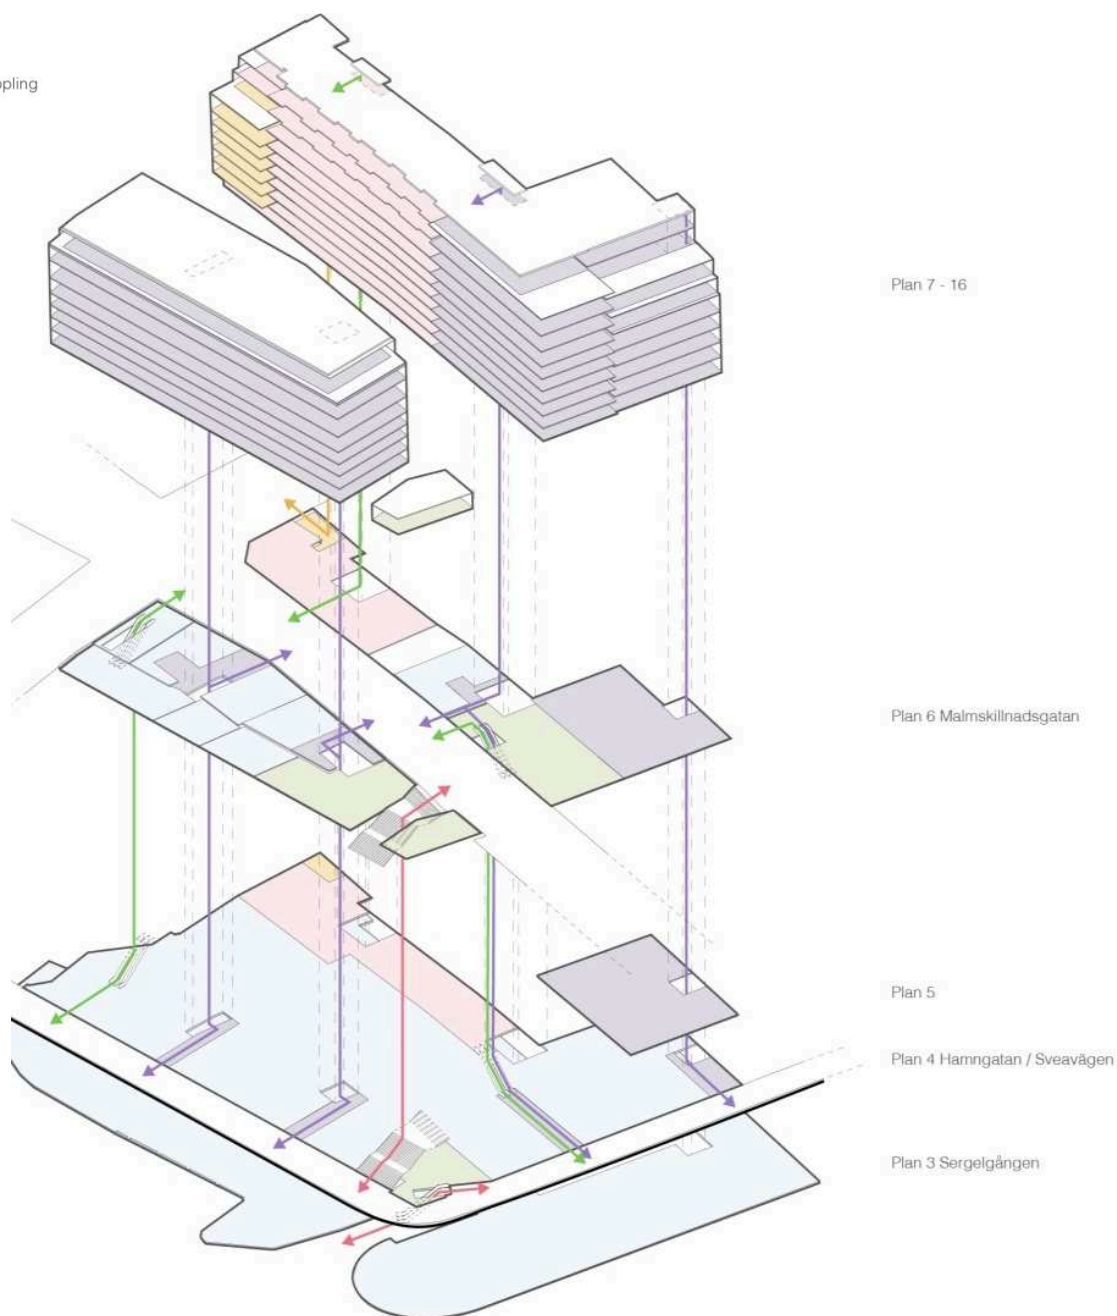 Plan 7 - 16
Plan 6 Malmskillnadsgatan
Plan 5
Plan 4 Hamngatan / Sveavägen
Plan 3 Sergelgången